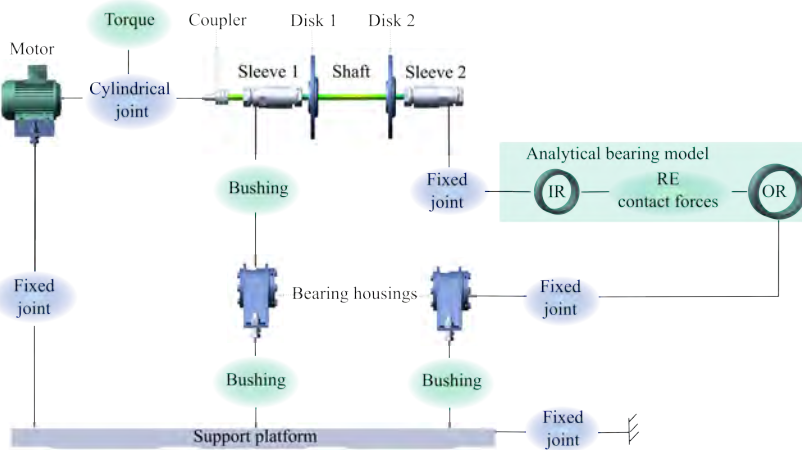 Torque
Coupler
Disk 1
Disk 2
Motor
Sleeve 1
Shaft
Sleeve 2
Cylindrical
joint
Analytical bearing model
Bushing
Fixed
joint
IR
RE
contact forces
OR
Fixed
joint
Bearing housings
Fixed
joint
Bushing
Bushing
Support platform
Fixed
joint